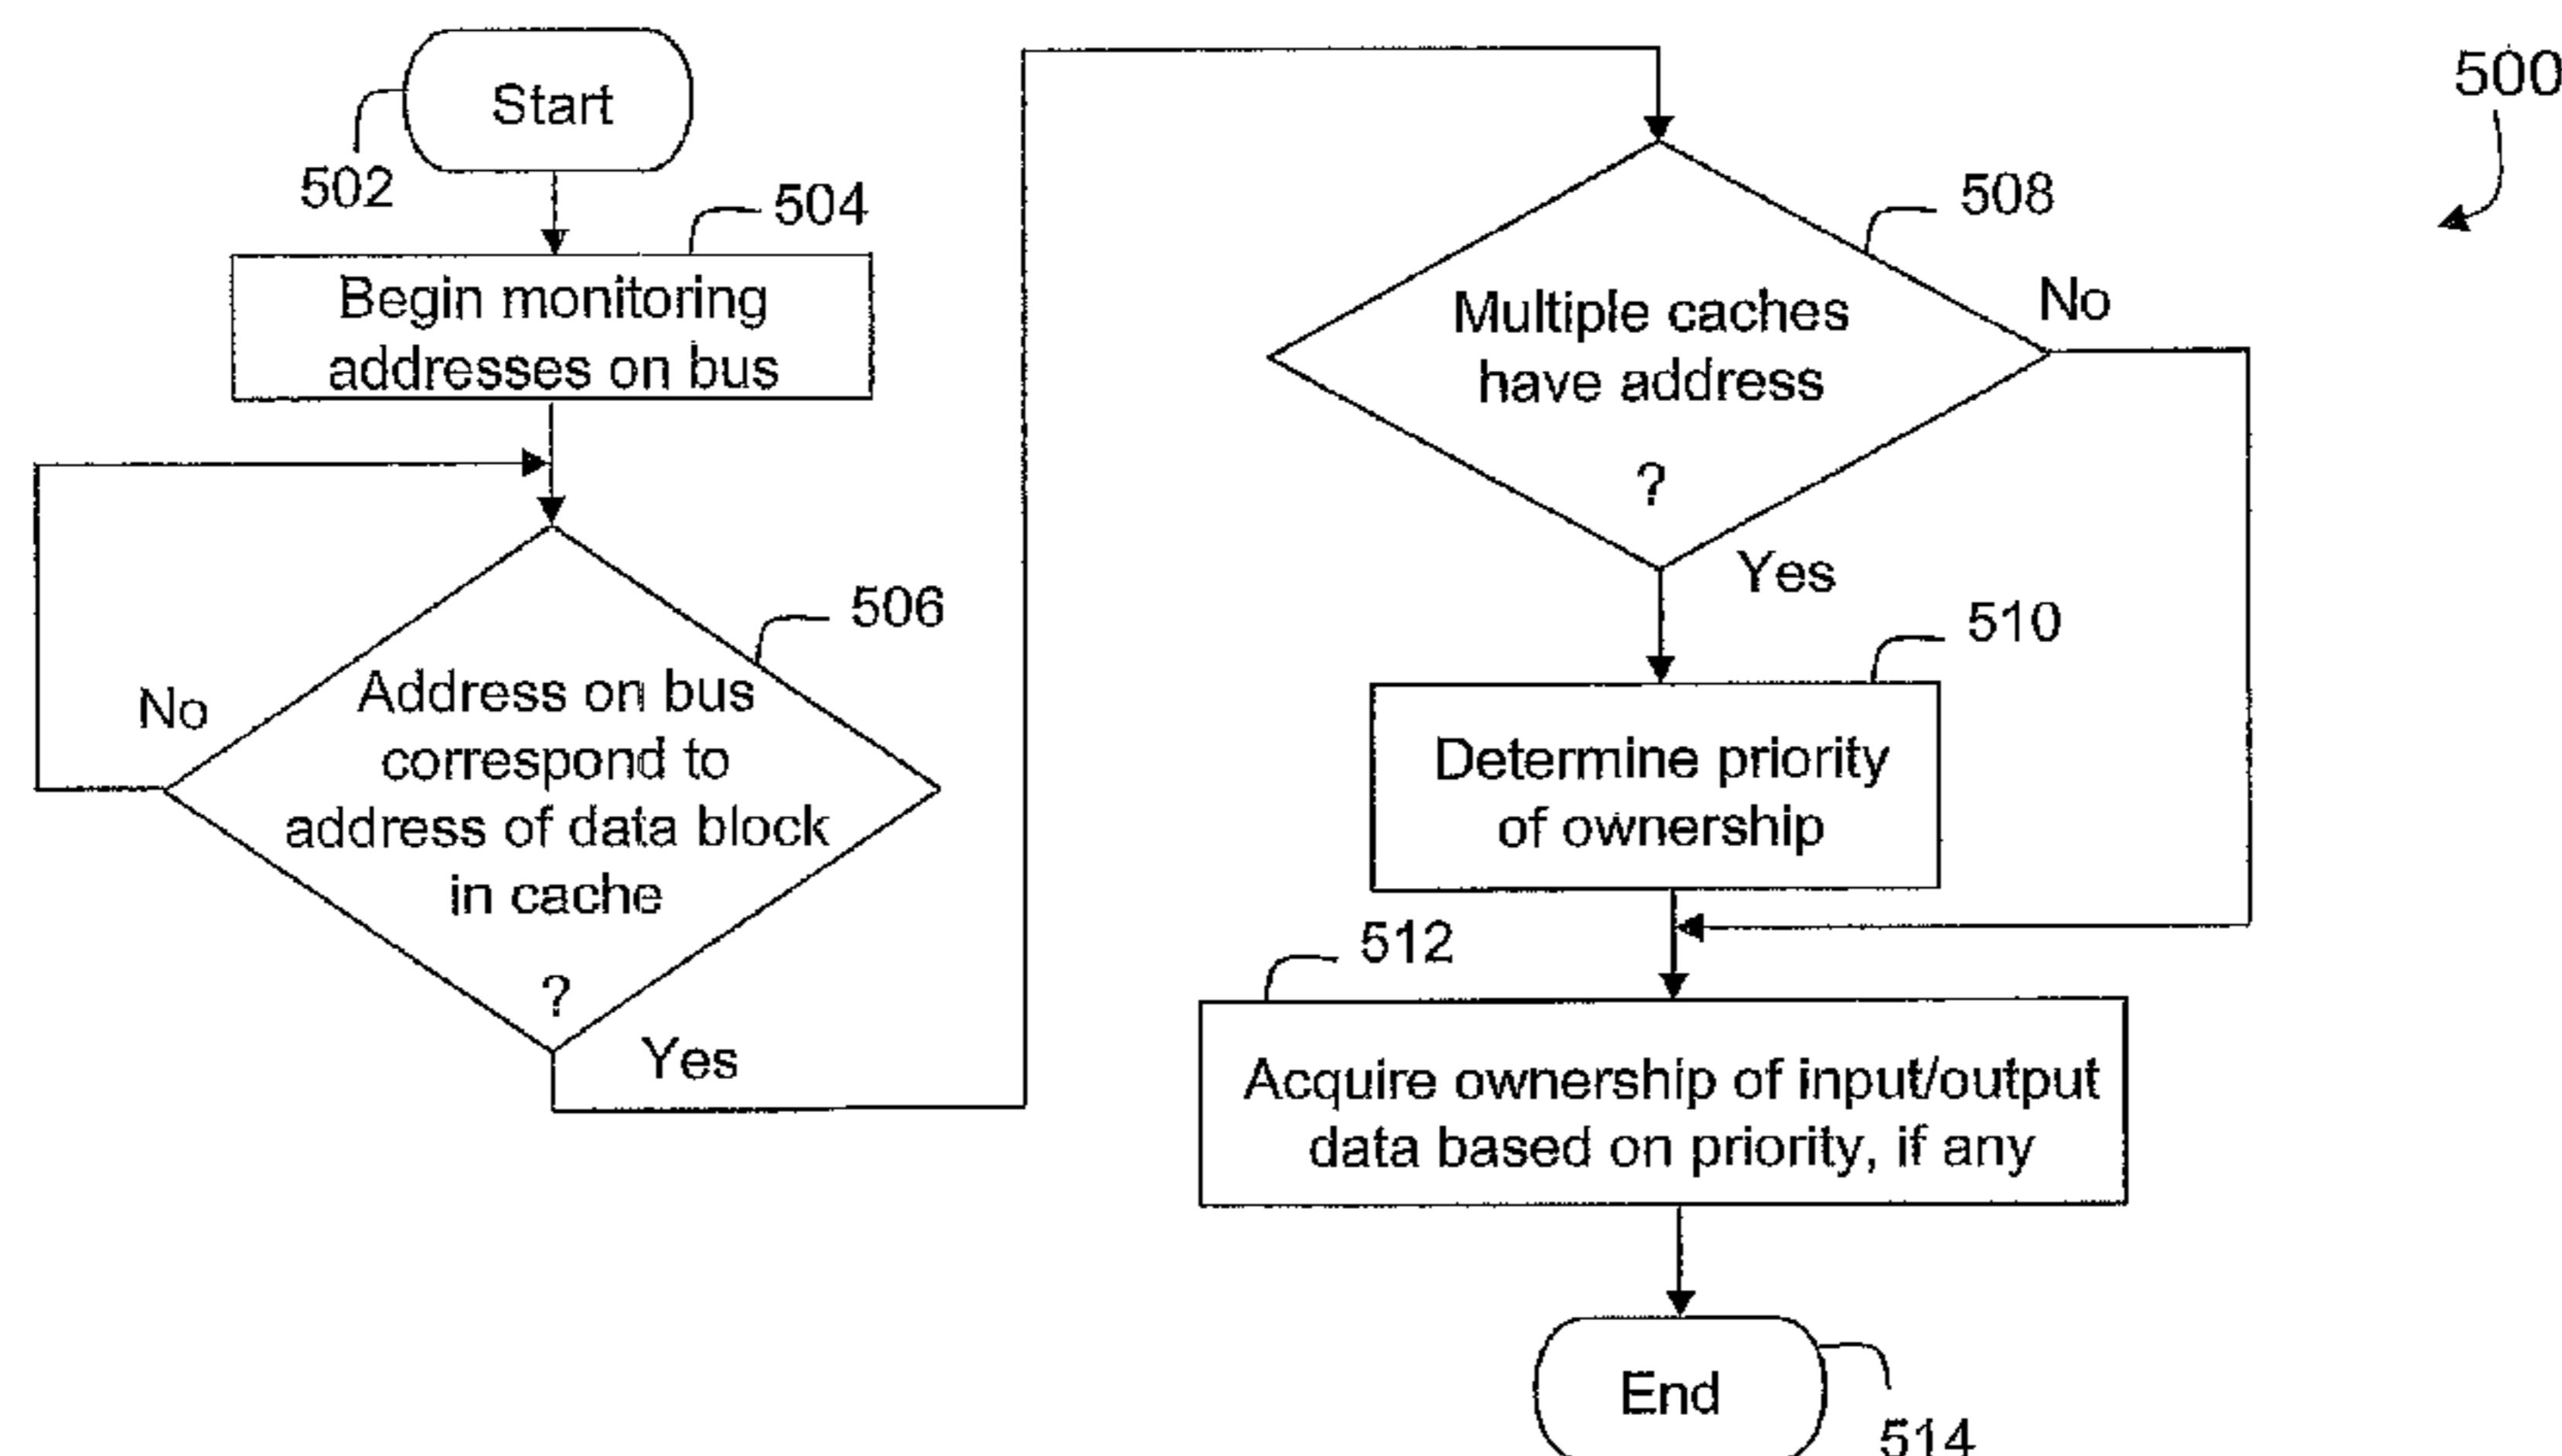 Start
502
504
Begin monitoring
addresses on bus
506
Address on bus
correspond to
address of data block
in cache
?
No
Yes
500
508
Multiple caches
have address
?
No
Yes
510
Determine priority
of ownership
512
Acquire ownership of input/output
data based on priority, if any
End
514